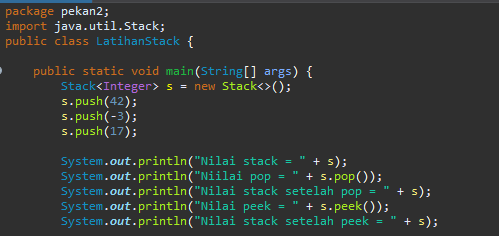 package pekan2;
import java.util.Stack;
public class LatihanStack {
public static void main(String[] args) {
Stack<Integer> s = new Stack<>();
s.push(42);
s.push(-3);
s.push(17);
System.out.println("Nilai stack = " + s);
System.out.println("Niilai pop = " + s.pop());
System.out.println("Nilai stack setelah pop = " + s);
System.out.println("Nilai peek = " + s.peek());
System.out.println("Nilai stack setelah peek = " + s);